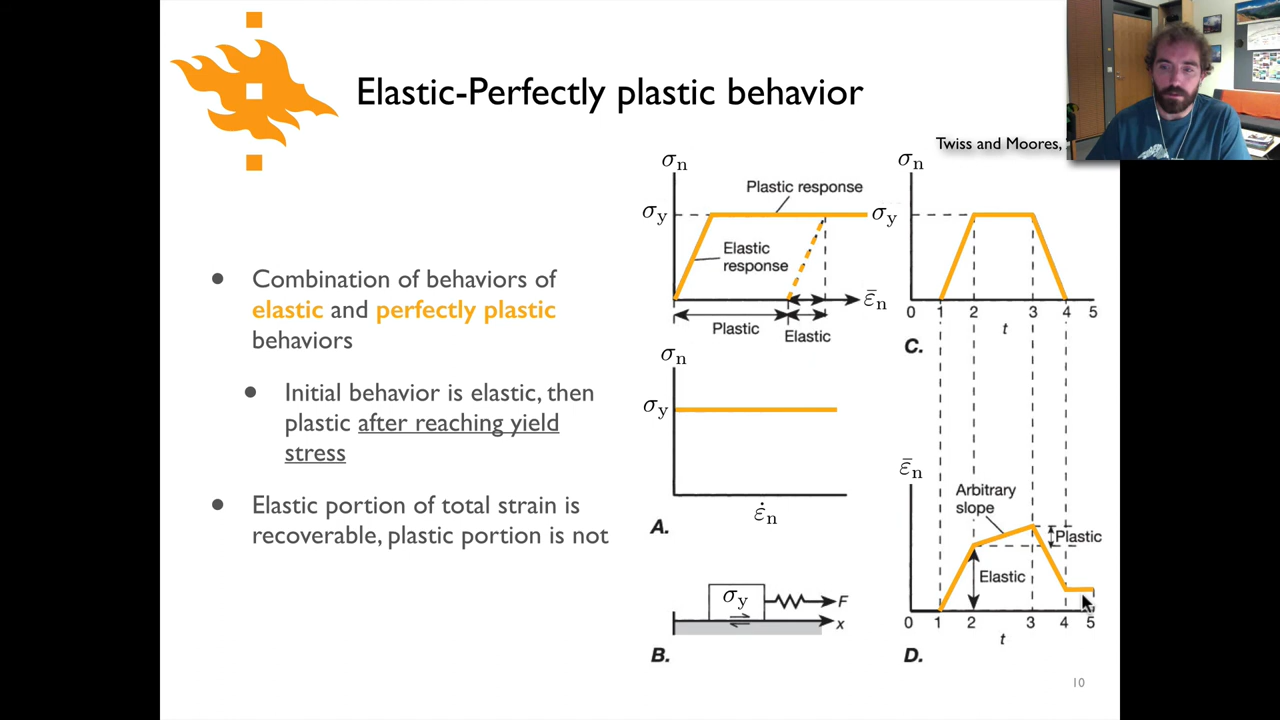 Elastic-Perfectly plastic behavior
Twiss and Moores,
● Combination of behaviors of
elastic and perfectly plastic
behaviors
● Initial behavior is elastic, then
plastic after reaching yield
stress
● Elastic portion of total strain is
recoverable, plastic portion is not
σn
Plastic response
σy
Elastic
response
ε̄n
Plastic
Elastic
σn
σy
ε̇n
A.
σy
F
x
B.
σn
σy
0 1 2 3 4 5
t
C.
ε̄n
Arbitrary
slope
Plastic
Elastic
0 1 2 3 4 5
t
D.
10